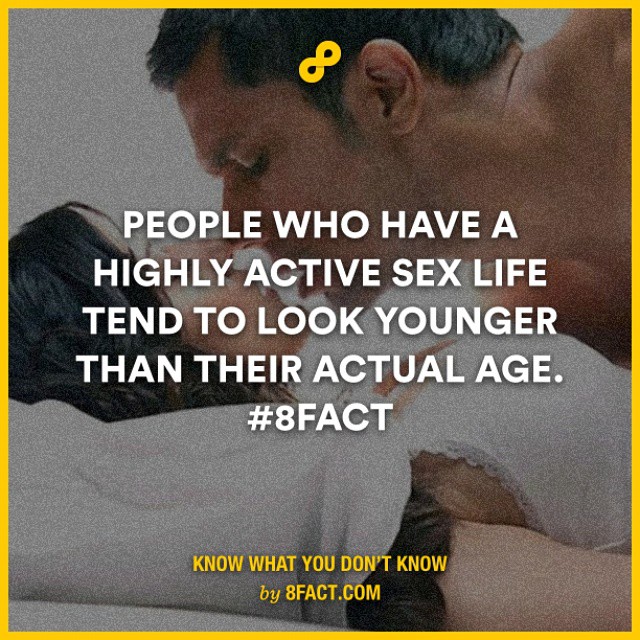 PEOPLE WHO HAVE A
HIGHLY ACTIVE SEX LIFE
TEND TO LOOK YOUNGER
THAN THEIR ACTUAL AGE.
#8FACT
KNOW WHAT YOU DON'T KNOW
by 8FACT.COM